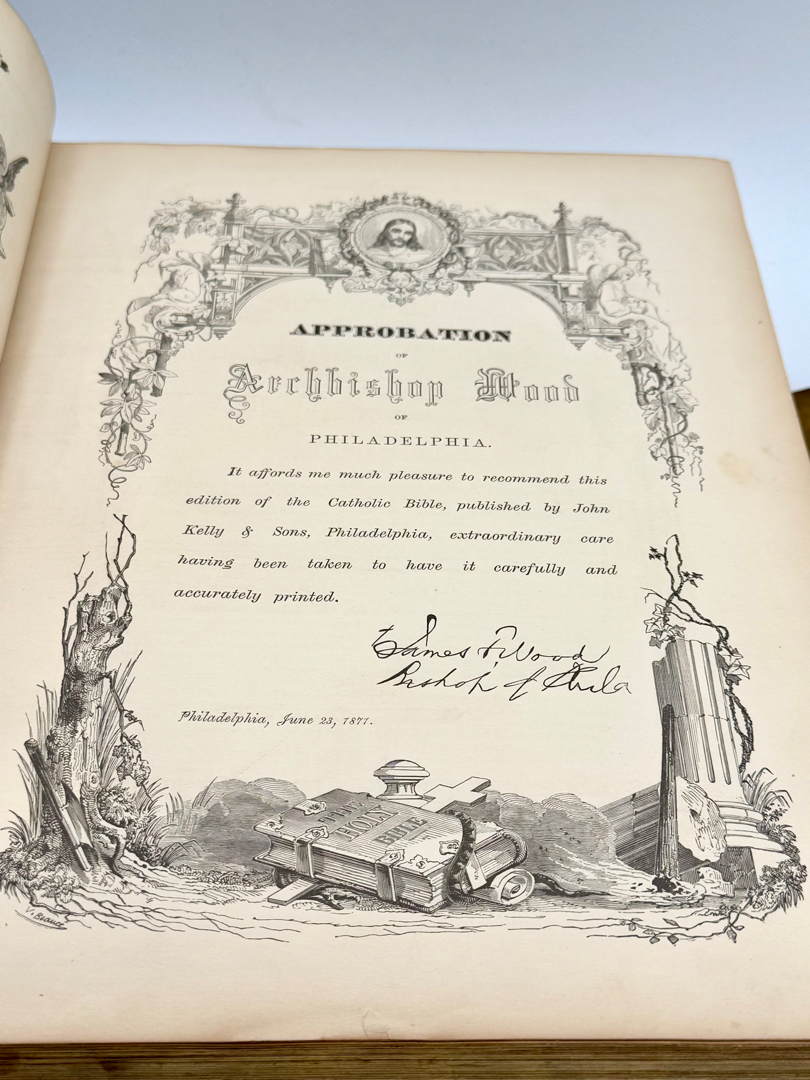 APPROBATION
OF
Archbishop Wood
OF
PHILADELPHIA.
It affords me much pleasure to recommend this
edition of the Catholic Bible, published by John
Kelly & Sons, Philadelphia, extraordinary care
having been taken to have it carefully and
accurately printed.
James F Wood
Bishop of Phila
Philadelphia, June 23, 1871.
THE
HOLY
BIBLE